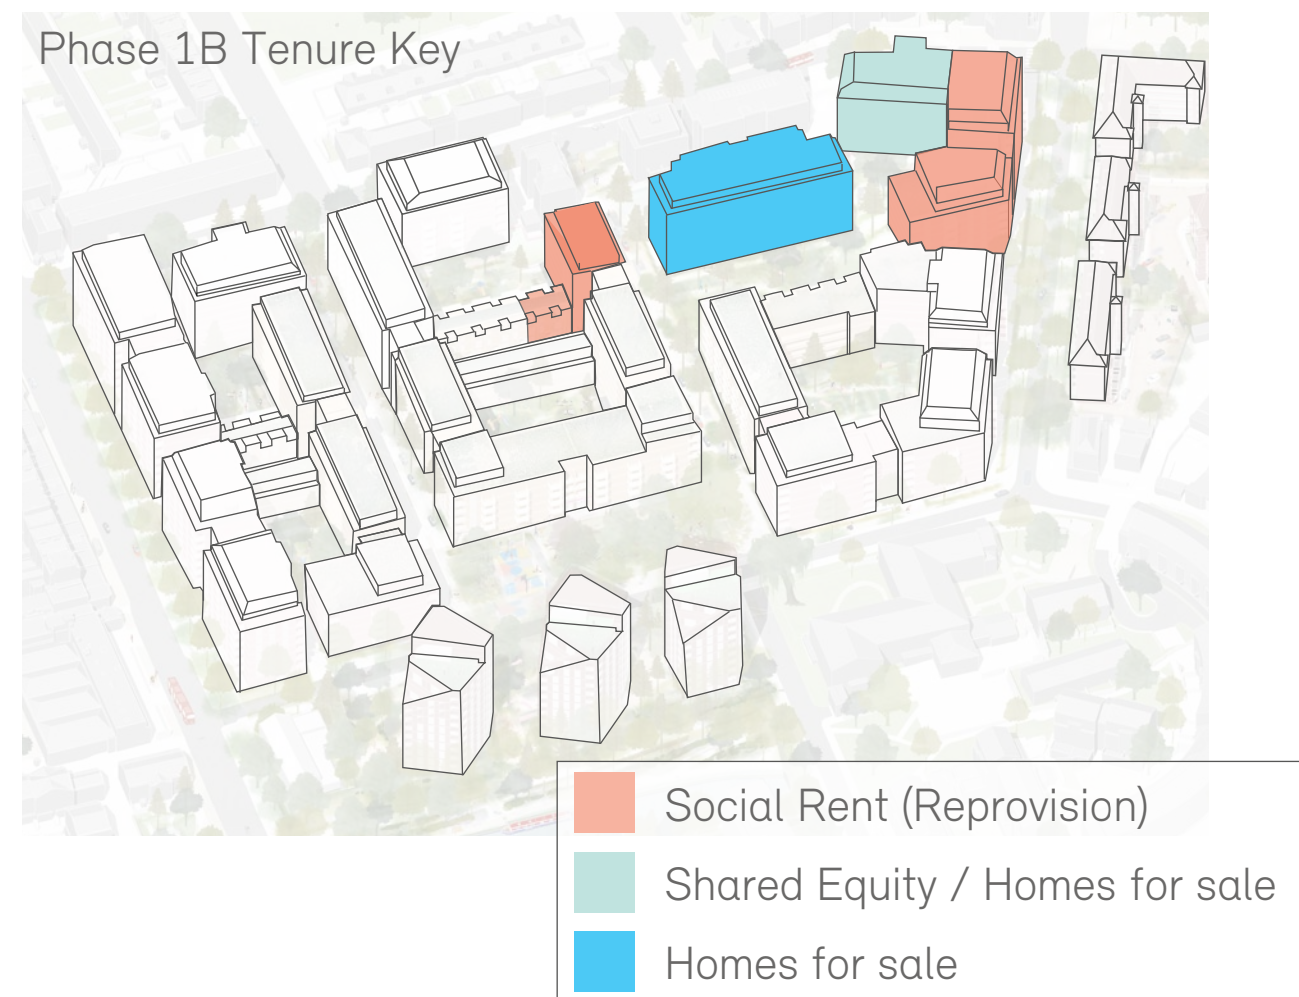 Phase 1B Tenure Key
Social Rent (Reprovision)
Shared Equity / Homes for sale
Homes for sale